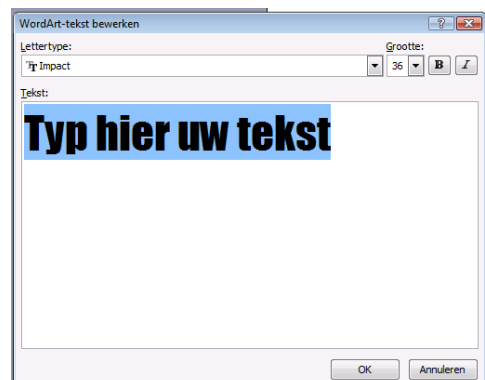 WordArt-tekst bewerken
Lettertype: Grootte:
Impact 36 B I
Tekst:
Typ hier uw tekst
OK Annuleren